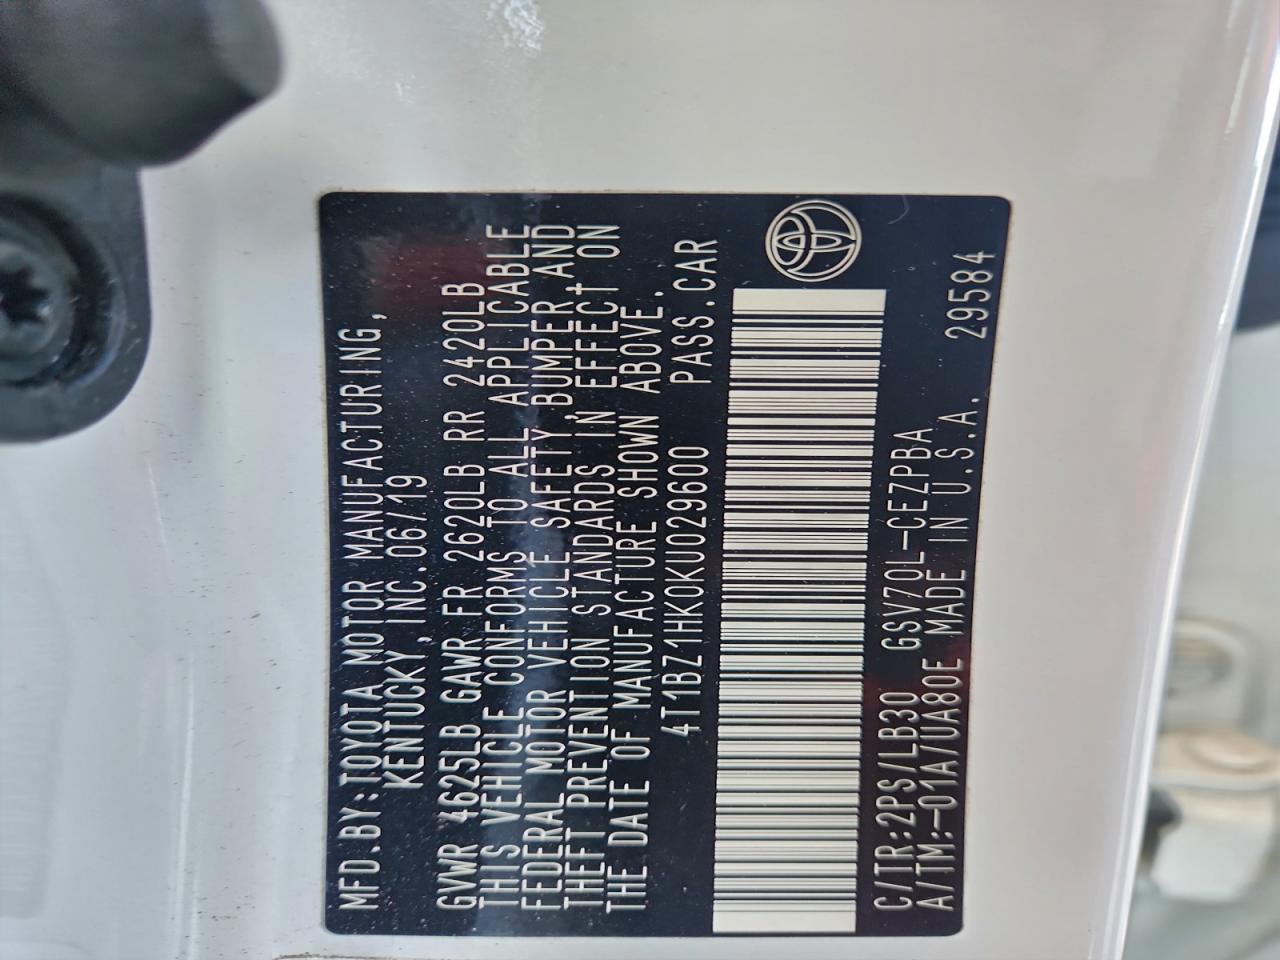 MFD.BY:TOYOTA MOTOR MANUFACTURING,
KENTUCKY,INC.06/19
GVWR 4625LB GAWR FR 2620LB RR 2420LB
THIS VEHICLE CONFORMS TO ALL APPLICABLE
FEDERAL MOTOR VEHICLE SAFETY,BUMPER,AND
THEFT PREVENTION STANDARDS IN EFFECT ON
THE DATE OF MANUFACTURE SHOWN ABOVE.
4T1BZ1HK0KU029600 PASS.CAR
C/TR:2PS/LB30 GSV70L-CEZPBA
A/TM:-01A/UA80E MADE IN U.S.A. 29584